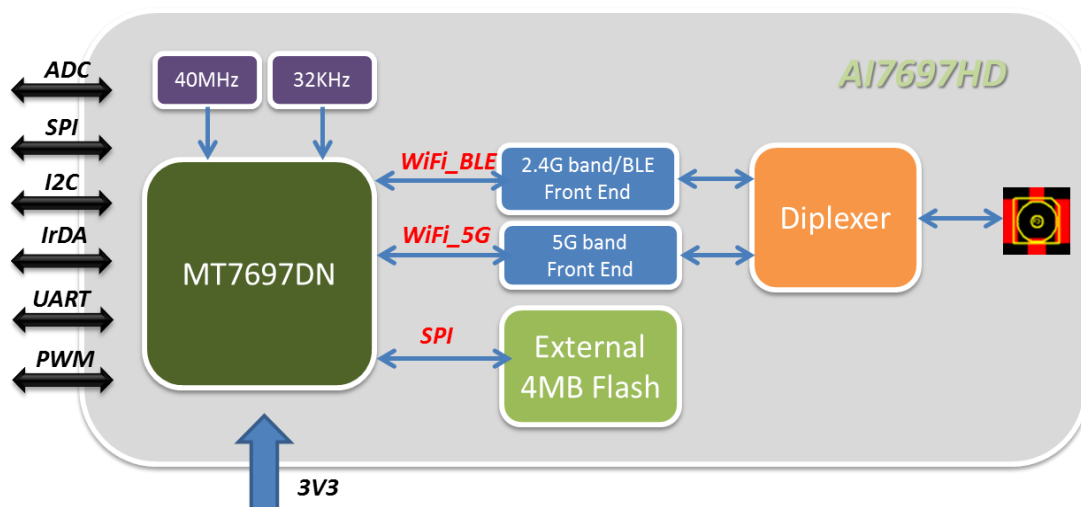 AI7697HD
ADC
SPI
I2C
IrDA
UART
PWM
40MHz
32KHz
MT7697DN
WiFi_BLE
2.4G band/BLE
Front End
WiFi_5G
5G band
Front End
SPI
External
4MB Flash
Diplexer
3V3